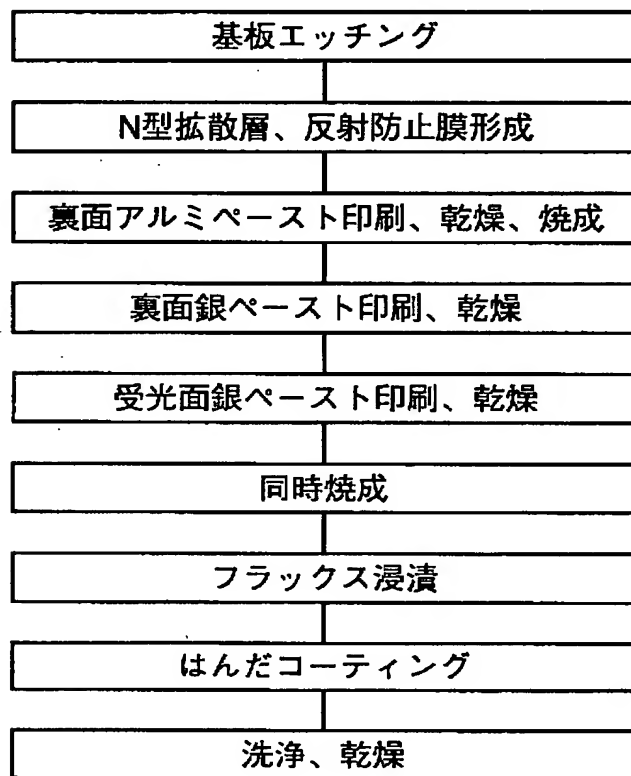 基板エッチング
N型拡散層、反射防止膜形成
裏面アルミペースト印刷、乾燥、焼成
裏面銀ペースト印刷、乾燥
受光面銀ペースト印刷、乾燥
同時焼成
フラックス浸漬
はんだコーティング
洗浄、乾燥